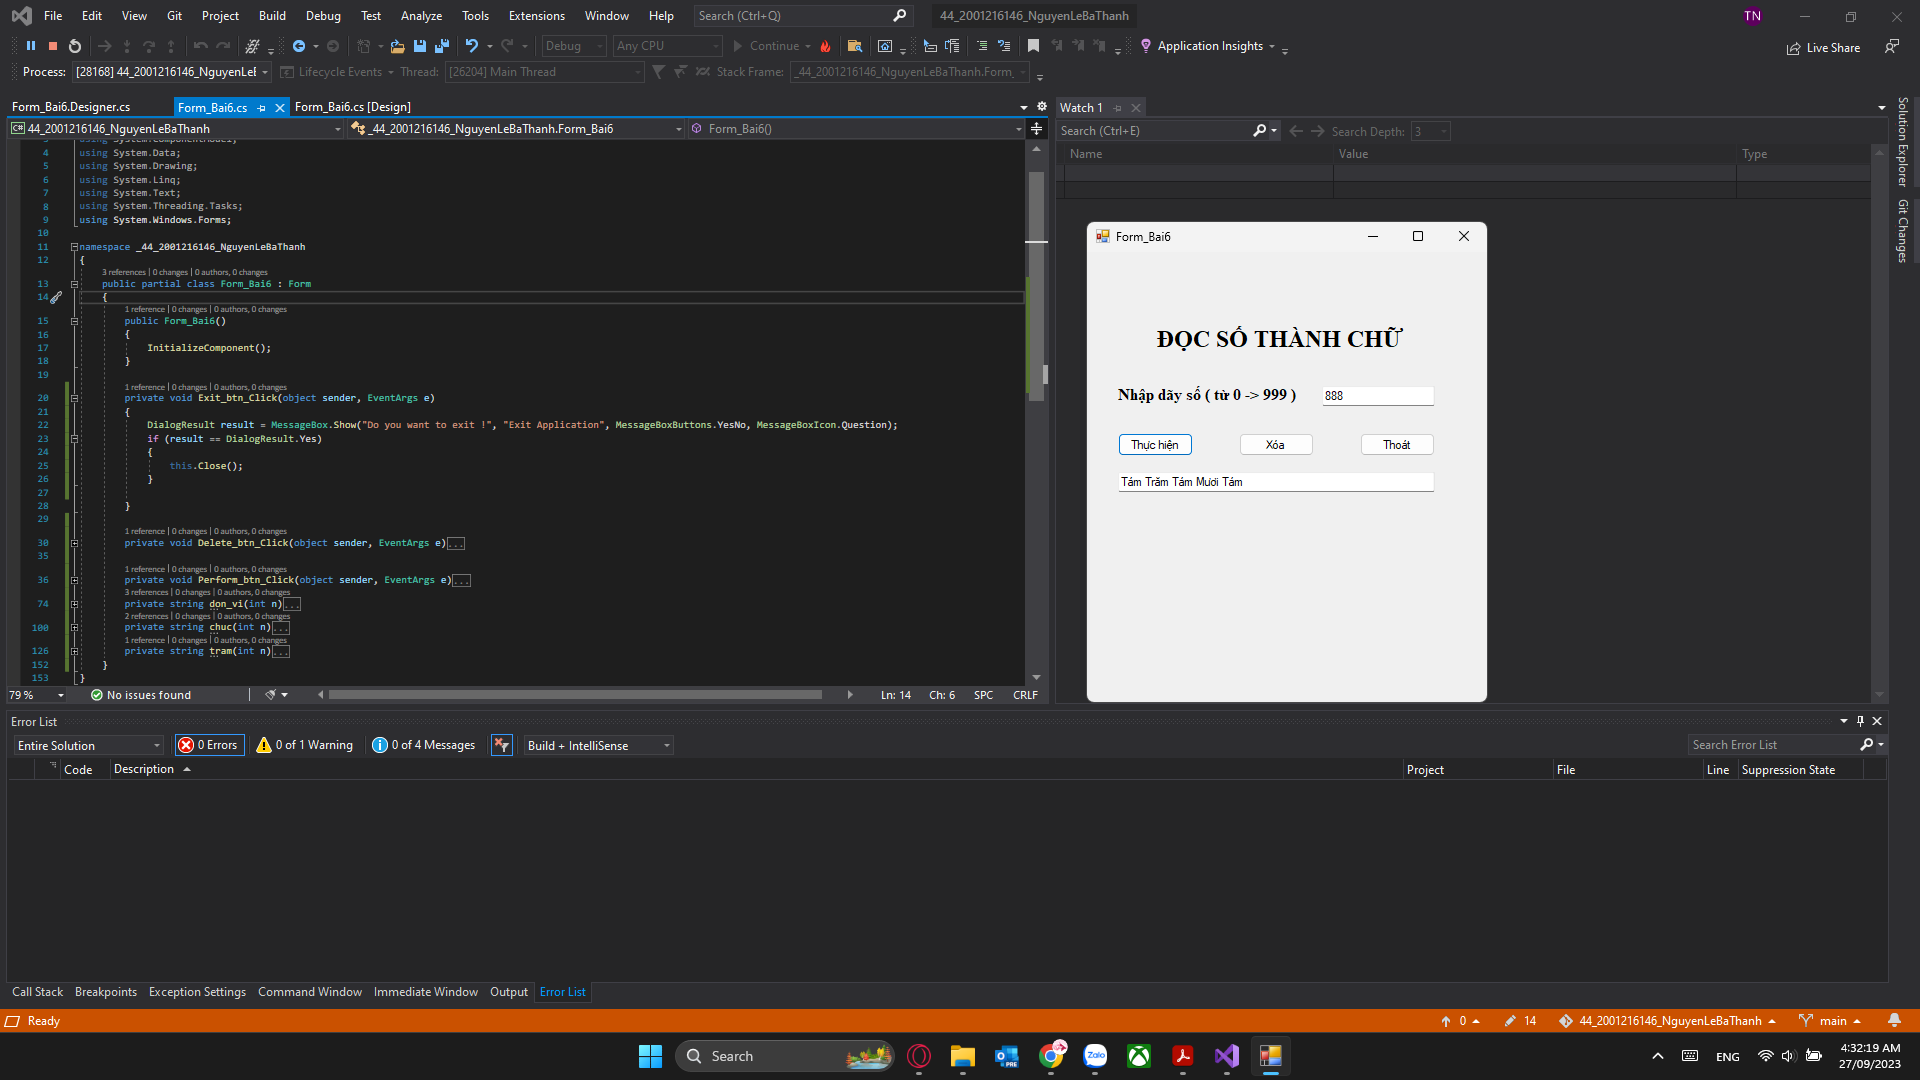 File Edit View Git Project Build Debug Test Analyze Tools Extensions Window Help Search (Ctrl+Q) 44_2001216146_NguyenLeBaThanh TN
Debug Any CPU Continue Application Insights Live Share
Process: [28168] 44_2001216146_NguyenLeE Lifecycle Events Thread: [26204] Main Thread Stack Frame: _44_2001216146_NguyenLeBaThanh.Form_
Form_Bai6.Designer.cs Form_Bai6.cs Form_Bai6.cs [Design]
44_2001216146_NguyenLeBaThanh _44_2001216146_NguyenLeBaThanh.Form_Bai6 Form_Bai6()
4 using System.Data;
5 using System.Drawing;
6 using System.Linq;
7 using System.Text;
8 using System.Threading.Tasks;
9 using System.Windows.Forms;
10
11 namespace _44_2001216146_NguyenLeBaThanh
12 {
3 references | 0 changes | 0 authors, 0 changes
13 public partial class Form_Bai6 : Form
14 {
1 reference | 0 changes | 0 authors, 0 changes
15 public Form_Bai6()
16 {
17 InitializeComponent();
18 }
19
1 reference | 0 changes | 0 authors, 0 changes
20 private void Exit_btn_Click(object sender, EventArgs e)
21 {
22 DialogResult result = MessageBox.Show("Do you want to exit !", "Exit Application", MessageBoxButtons.YesNo, MessageBoxIcon.Question);
23 if (result == DialogResult.Yes)
24 {
25 this.Close();
26 }
27
28 }
29
1 reference | 0 changes | 0 authors, 0 changes
30 private void Delete_btn_Click(object sender, EventArgs e)...
35
1 reference | 0 changes | 0 authors, 0 changes
36 private void Perform_btn_Click(object sender, EventArgs e)...
3 references | 0 changes | 0 authors, 0 changes
74 private string don_vi(int n)...
2 references | 0 changes | 0 authors, 0 changes
100 private string chuc(int n)...
1 reference | 0 changes | 0 authors, 0 changes
126 private string tram(int n)...
152 }
153 }
79 % No issues found Ln: 14 Ch: 6 SPC CRLF
Watch 1
Search (Ctrl+E) Search Depth: 3
Name Value Type
Solution Explorer
Git Changes
Form_Bai6
ĐỌC SỐ THÀNH CHỮ
Nhập dãy số ( từ 0 -> 999 ) 888
Thực hiện Xóa Thoát
Tám Trăm Tám Mươi Tám
Error List
Entire Solution 0 Errors 0 of 1 Warning 0 of 4 Messages Build + IntelliSense Search Error List
Code Description Project File Line Suppression State
Call Stack Breakpoints Exception Settings Command Window Immediate Window Output Error List
Ready 0 14 44_2001216146_NguyenLeBaThanh main
Search PRE Zalo ENG 4:32:19 AM
27/09/2023